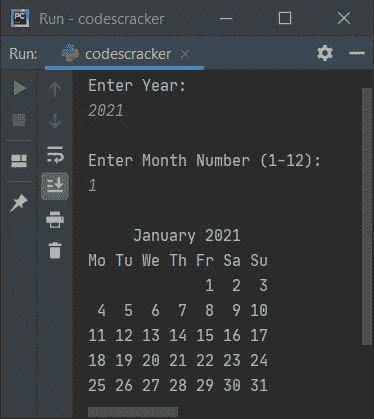 PC Run - codescracker
Run: codescracker
Enter Year:
2021
Enter Month Number (1-12):
1
January 2021
Mo Tu We Th Fr Sa Su
1 2 3
4 5 6 7 8 9 10
11 12 13 14 15 16 17
18 19 20 21 22 23 24
25 26 27 28 29 30 31